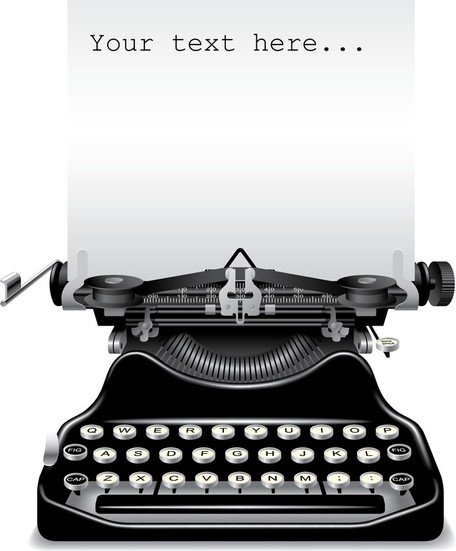 Your text here...
Q W E R T Y U I O P
FIG A S D F G H J K L FIG
CAP Z X C V B N M ; : CAP